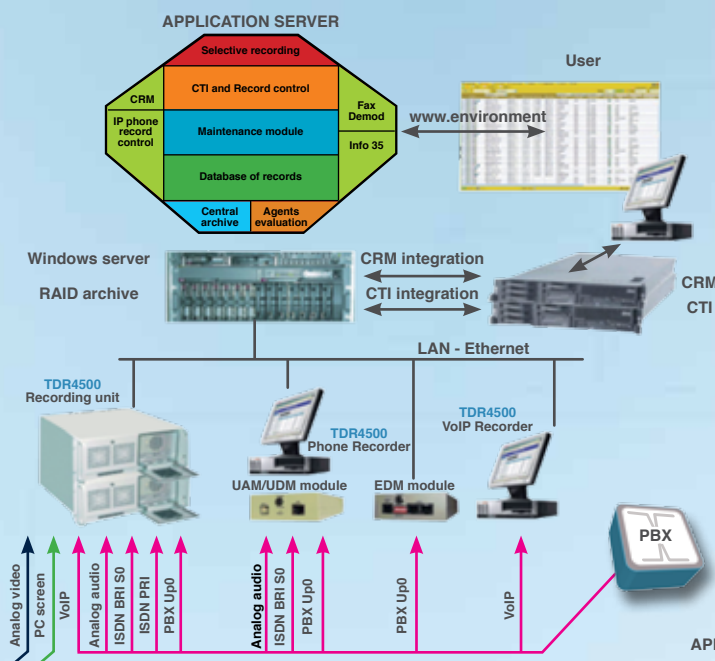 APPLICATION SERVER
Selective recording
CRM
CTI and Record control
Fax
Demod
IP phone
record
control
Maintenance module
Info 35
Database of records
Central
archive
Agents
evaluation
User
www.environment
Windows server
RAID archive
CRM integration
CTI integration
CRM
CTI
LAN - Ethernet
TDR4500
Recording unit
TDR4500
Phone Recorder
UAM/UDM module
EDM module
TDR4500
VoIP Recorder
PBX
Analog video
PC screen
VoIP
Analog audio
ISDN BRI S0
ISDN PRI
PBX Up0
Analog audio
ISDN BRI S0
PBX Up0
PBX Up0
VoIP